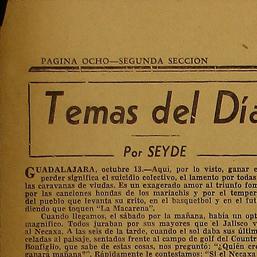 PAGINA OCHO—SEGUNDA SECCION
Temas del Día
Por SEYDE
GUADALAJARA, octubre 13.—Aquí, por lo visto, ganar e
perder significa el suicidio colectivo, el lamento por todas
las caravanas de viudas. Es un exagerado amor al triunfo fom
por las canciones hondas de los mariachis y por el temper
del pueblo que levanta su grito, en el basquetbol y en el fut
diendo que toquen "La Macarena".
Cuando llegamos, el sábado por la mañana, había un opt
magnífico. Todos juraban por sus mayores que el Jalisco v
al Necaxa. A las seis de la tarde, cuando el sol daba sus últim
celadas al paisaje, sentados frente al campo de golf del Countr
Bonfiglio, que sabe de estas cosas, nos preguntó: "¿Quién cre
ganará mañana?". Rápidamente le contestamos: "Si el Necaxa